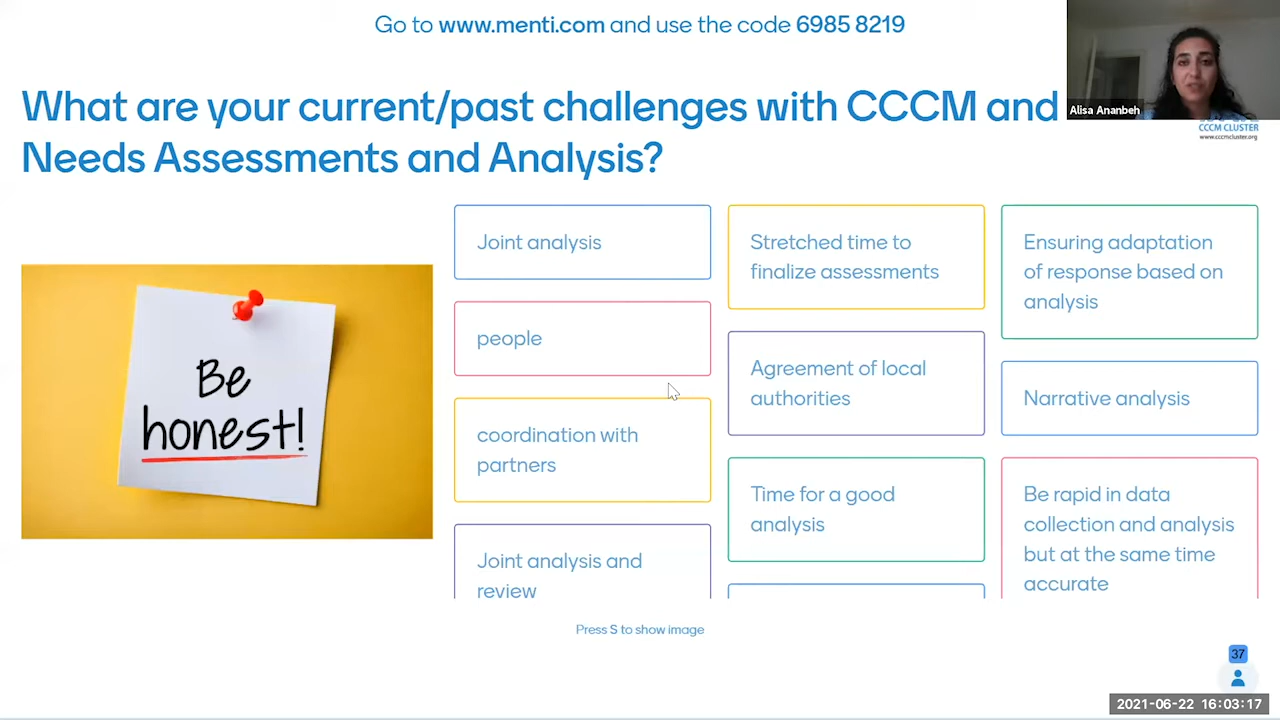 Go to www.menti.com and use the code 6985 8219
Alisa Ananbeh
CCCM CLUSTER
www.cccmcluster.org
What are your current/past challenges with CCCM and
Needs Assessments and Analysis?
Be
honest!
Joint analysis
people
coordination with
partners
Joint analysis and
review
Stretched time to
finalize assessments
Agreement of local
authorities
Time for a good
analysis
Ensuring adaptation
of response based on
analysis
Narrative analysis
Be rapid in data
collection and analysis
but at the same time
accurate
Press S to show image
37
2021-06-22 16:03:17